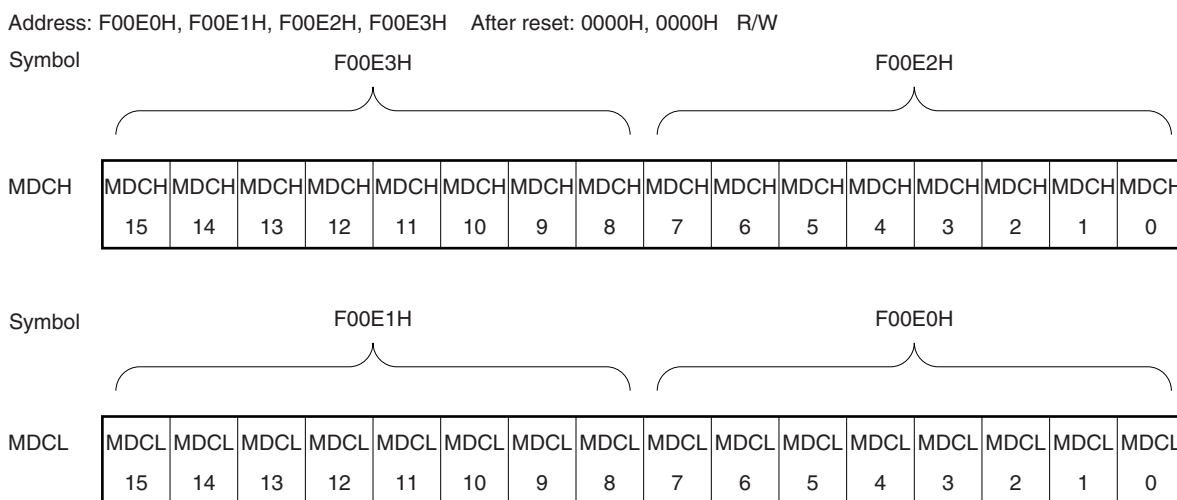 Address: F00E0H, F00E1H, F00E2H, F00E3H After reset: 0000H, 0000H R/W
Symbol F00E3H F00E2H
MDCH MDCH MDCH MDCH MDCH MDCH MDCH MDCH MDCH MDCH MDCH MDCH MDCH MDCH MDCH MDCH MDCH
15 14 13 12 11 10 9 8 7 6 5 4 3 2 1 0
Symbol F00E1H F00E0H
MDCL MDCL MDCL MDCL MDCL MDCL MDCL MDCL MDCL MDCL MDCL MDCL MDCL MDCL MDCL MDCL MDCL
15 14 13 12 11 10 9 8 7 6 5 4 3 2 1 0